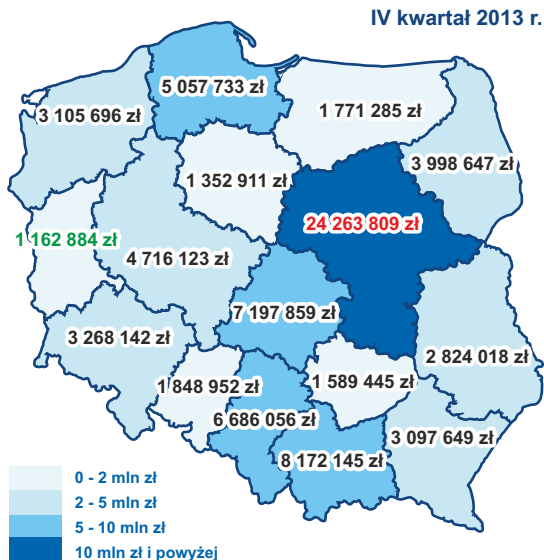 IV kwartał 2013 r.
5 057 733 zł
3 105 696 zł
1 771 285 zł
3 998 647 zł
1 352 911 zł
24 263 809 zł
1 162 884 zł
4 716 123 zł
7 197 859 zł
3 268 142 zł
2 824 018 zł
1 848 952 zł
1 589 445 zł
6 686 056 zł
3 097 649 zł
8 172 145 zł
0 - 2 mln zł
2 - 5 mln zł
5 - 10 mln zł
10 mln zł i powyżej